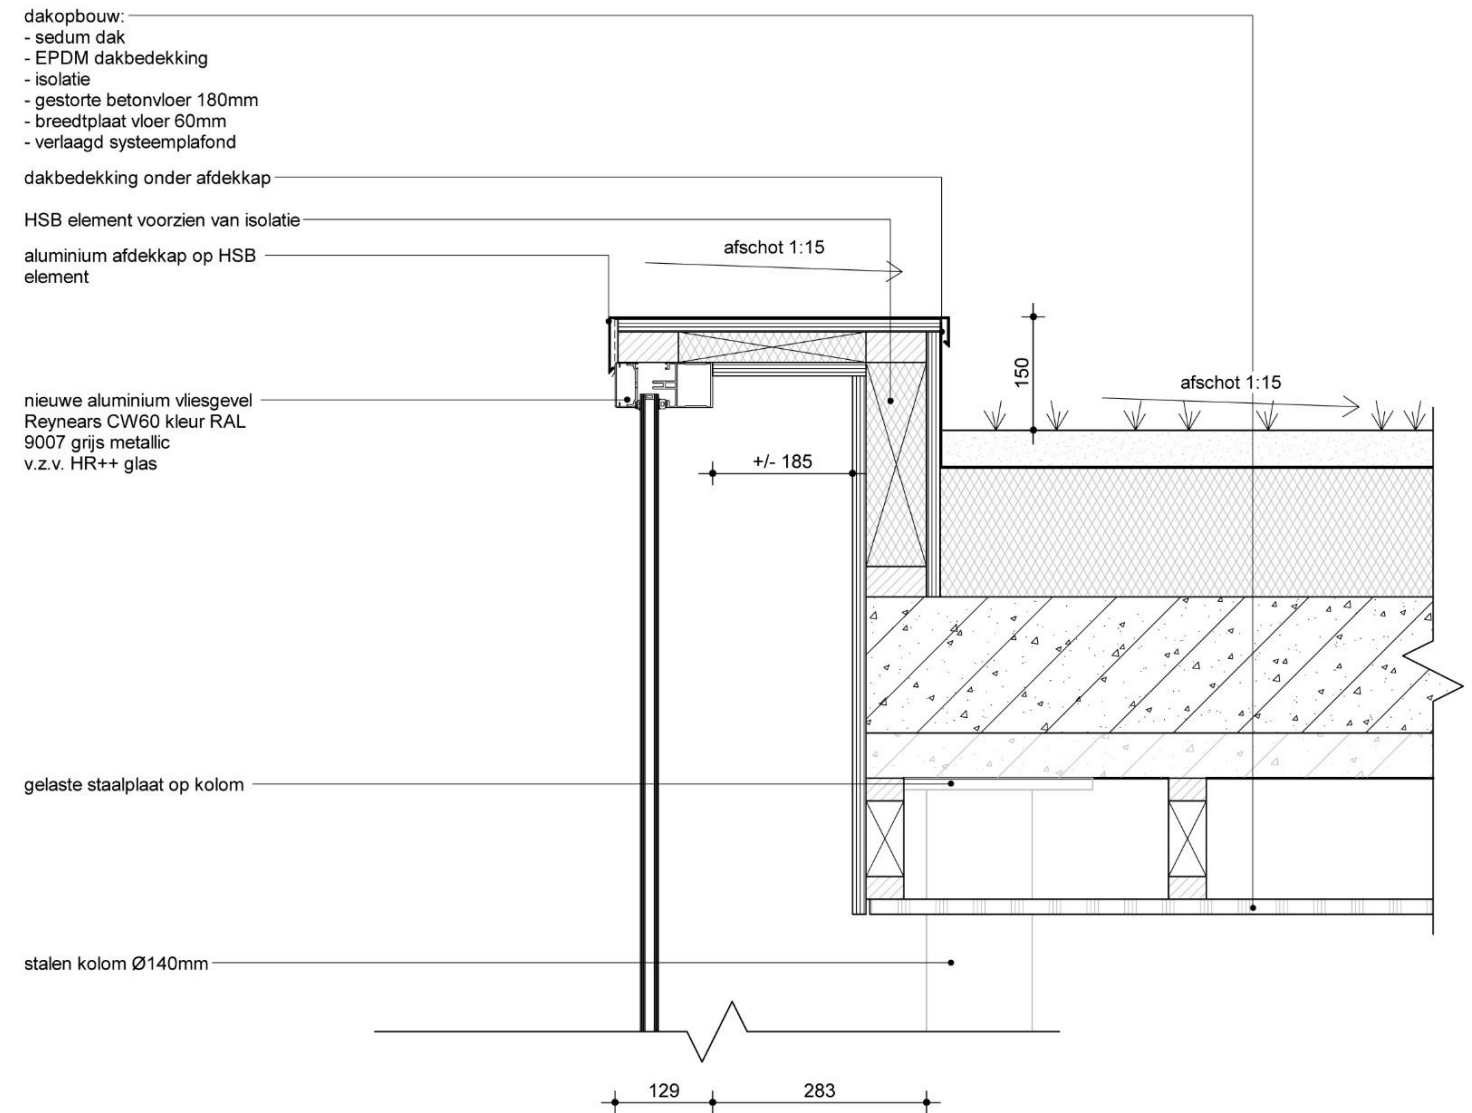 dakopbouw:
- sedum dak
- EPDM dakbedekking
- isolatie
- gestorte betonvloer 180mm
- breedtplaat vloer 60mm
- verlaagd systeemplafond
dakbedekking onder afdekkap
HSB element voorzien van isolatie
aluminium afdekkap op HSB
element
afschot 1:15
150
afschot 1:15
nieuwe aluminium vliesgevel
Reynears CW60 kleur RAL
9007 grijs metallic
v.z.v. HR++ glas
+/- 185
gelaste staalplaat op kolom
stalen kolom Ø140mm
129
283